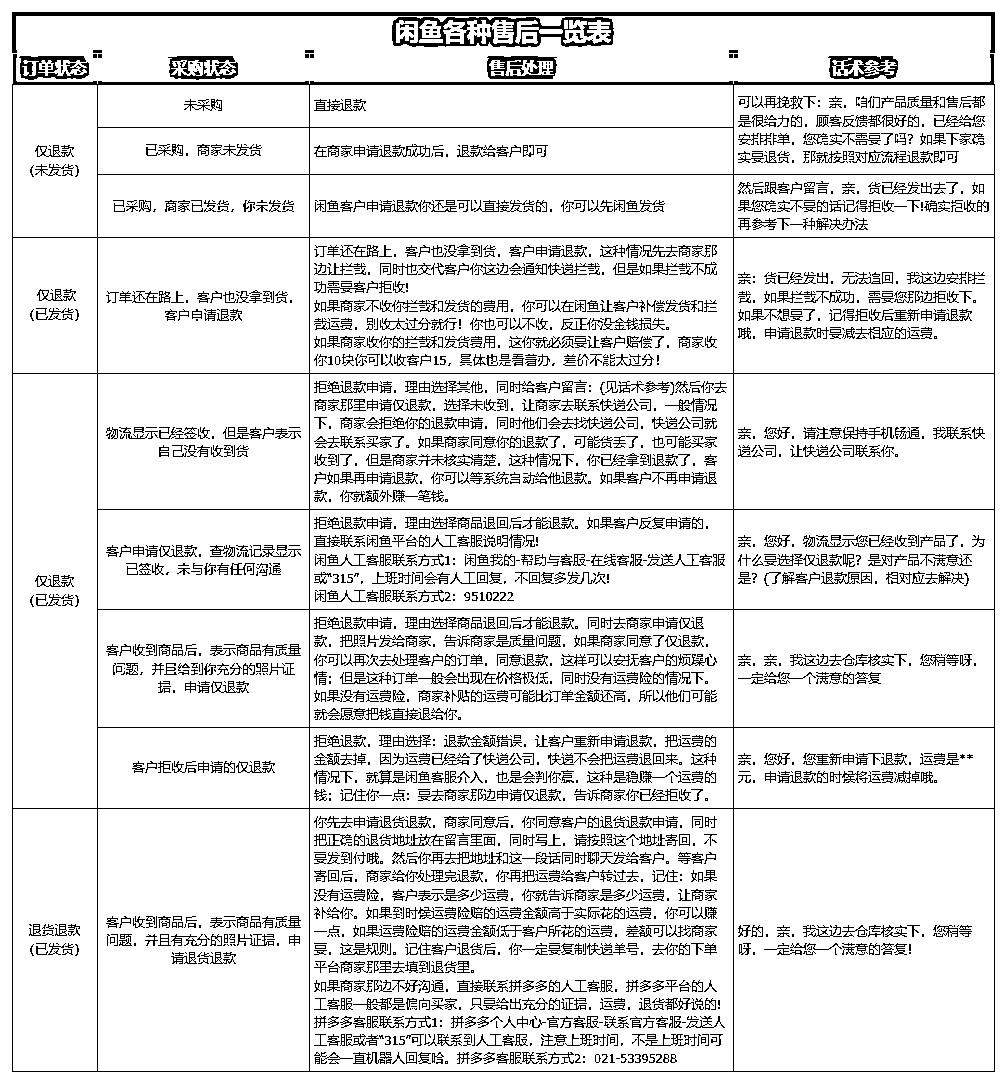 闲鱼各种售后一览表
订单状态 采购状态 售后处理 话术参考
仅退款
(未发货)
未采购
直接退款
可以再挽救下：亲，咱们产品质量和售后都
是很给力的，顾客反馈都很好的，已经给您
安排排单，您确实不需要了吗？如果下家确
实要退货，那就按照对应流程退款即可
已采购，商家未发货
在商家申请退款成功后，退款给客户即可
已采购，商家已发货，你未发货
闲鱼客户申请退款你还是可以直接发货的，你可以先闲鱼发货
然后跟客户留言，亲，货已经发出去了，如
果您确实不要的话记得拒收一下!确实拒收的
再参考下一种解决办法
仅退款
(已发货)
订单还在路上，客户也没拿到货，
客户申请退款
订单还在路上，客户也没拿到货，客户申请退款，这种情况先去商家那
边让拦截，同时也交代客户你这边会通知快递拦截，但是如果拦截不成
功需要客户拒收!
如果商家不收你拦截和发货的费用，你可以在闲鱼让客户补偿发货和拦
截运费，别收太过分就行！你也可以不收，反正你没金钱损失。
如果商家收你的拦截和发货费用，这你就必须要让客户赔偿了，商家收
你10块你可以收客户15，具体也是看着办，差价不能太过分！
亲：货已经发出，无法追回，我这边安排拦
截，如果拦截不成功，需要您那边拒收下。
如果不想要了，记得拒收后重新申请退款
哦，申请退款时要减去相应的运费。
仅退款
(已发货)
物流显示已经签收，但是客户表示
自己没有收到货
拒绝退款申请，理由选择其他，同时给客户留言：(见话术参考)然后你去
商家那里申请仅退款，选择未收到，让商家去联系快递公司，一般情况
下，商家会拒绝你的退款申请，同时他们会去找快递公司，快递公司就
会去联系买家了。如果商家同意你的退款了，可能货丢了，也可能买家
收到了，但是商家并未核实清楚，这种情况下，你已经拿到退款了，客
户如果再申请退款，你可以等系统自动给他退款。如果客户不再申请退
款，你就额外赚一笔钱。
亲，您好，请注意保持手机畅通，我联系快
递公司，让快递公司联系你。
客户申请仅退款，查物流记录显示
已签收，未与你有任何沟通
拒绝退款申请，理由选择商品退回后才能退款。如果客户反复申请的，
直接联系闲鱼平台的人工客服说明情况!
闲鱼人工客服联系方式1：闲鱼我的-帮助与客服-在线客服-发送人工客服
或“315”，上班时间会有人工回复，不回复多发几次!
闲鱼人工客服联系方式2：9510222
亲，您好，物流显示您已经收到产品了，为
什么要选择仅退款呢？是对产品不满意还
是？(了解客户退款原因，相对应去解决)
客户收到商品后，表示商品有质量
问题，并且给到你充分的照片证
据，申请仅退款
拒绝退款申请，理由选择商品退回后才能退款。同时去商家申请仅退
款，把照片发给商家，告诉商家是质量问题，如果商家同意了仅退款，
你可以再次去处理客户的订单，同意退款，这样可以安抚客户的烦躁心
情；但是这种订单一般会出现在价格极低，同时没有运费险的情况下。
如果没有运费险，商家补贴的运费可能比订单金额还高，所以他们可能
就会愿意把钱直接退给你。
亲，亲，我这边去仓库核实下，您稍等呀，
一定给您一个满意的答复
客户拒收后申请的仅退款
拒绝退款，理由选择：退款金额错误，让客户重新申请退款，把运费的
金额去掉，因为运费已经给了快递公司，快递不会把运费退回来。这种
情况下，就算是闲鱼客服介入，也是会判你赢，这种是稳赚一个运费的
钱；记住你一点：要去商家那边申请仅退款，告诉商家你已经拒收了。
亲，您好，您重新申请下退款，运费是**
元，申请退款的时候将运费减掉哦。
退货退款
(已发货)
客户收到商品后，表示商品有质量
问题，并且有充分的照片证据，申
请退货退款
你先去申请退货退款，商家同意后，你同意客户的退货退款申请，同时
把正确的退货地址放在留言里面，同时写上，请按照这个地址寄回，不
要发到付哦。然后你再去把地址和这一段话同时聊天发给客户。等客户
寄回后，商家给你处理完退款，你再把运费给客户转过去，记住：如果
没有运费险，客户表示是多少运费，你就告诉商家是多少运费，让商家
补给你。如果到时候运费险赔的运费金额高于实际花的运费，你可以赚
一点，如果运费险赔的运费金额低于客户所花的运费，差额可以找商家
要，这是规则。记住客户退货后，你一定要复制快递单号，去你的下单
平台商家那里去填到退货里。
如果商家那边不好沟通，直接联系拼多多的人工客服，拼多多平台的人
工客服一般都是偏向买家，只要给出充分的证据，运费，退货都好说的!
拼多多客服联系方式1：拼多多个人中心-官方客服-联系官方客服-发送人
工客服或者“315”可以联系到人工客服，注意上班时间，不是上班时间可
能会一直机器人回复哈。拼多多客服联系方式2：021-53395288
好的，亲，我这边去仓库核实下，您稍等
呀，一定给您一个满意的答复!